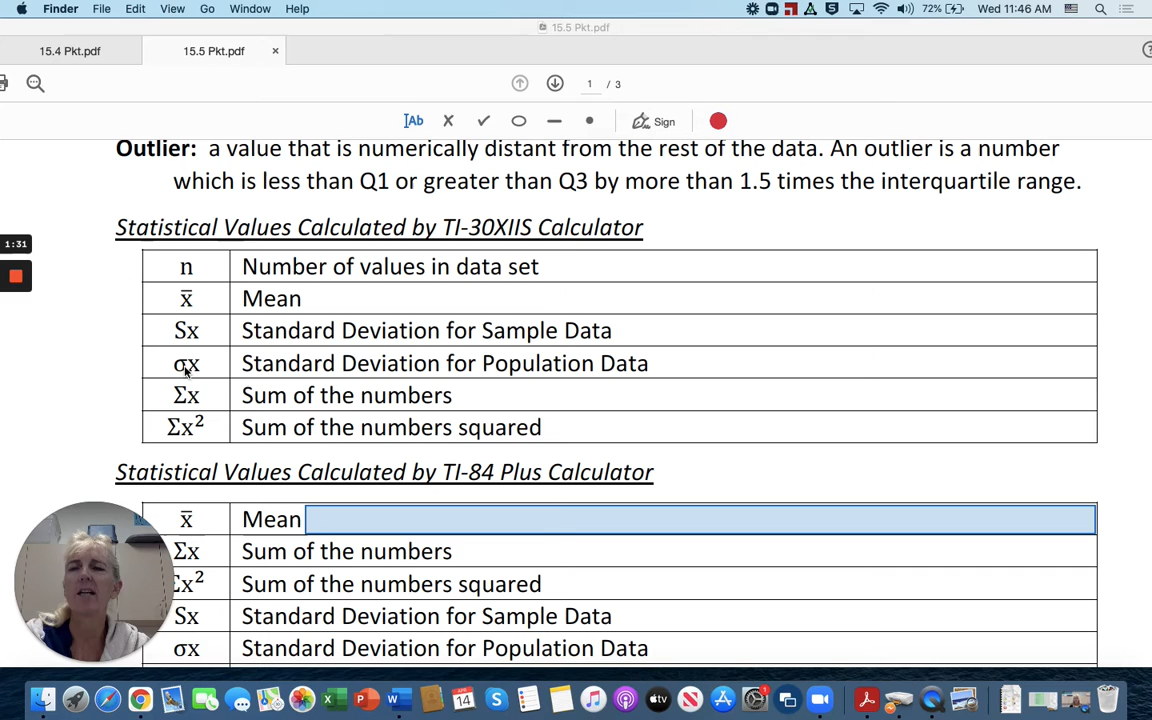 Finder File Edit View Go Window Help 72% Wed 11:46 AM
15.5 Pkt.pdf
15.4 Pkt.pdf 15.5 Pkt.pdf ×
1 / 3
Ab Sign
Outlier: a value that is numerically distant from the rest of the data. An outlier is a number
which is less than Q1 or greater than Q3 by more than 1.5 times the interquartile range.
Statistical Values Calculated by TI-30XIIS Calculator
1:31
n Number of values in data set
x̅ Mean
Sx Standard Deviation for Sample Data
σx Standard Deviation for Population Data
Σx Sum of the numbers
Σx² Sum of the numbers squared
Statistical Values Calculated by TI-84 Plus Calculator
x̅ Mean
Σx Sum of the numbers
Σx² Sum of the numbers squared
Sx Standard Deviation for Sample Data
σx Standard Deviation for Population Data
APR
14